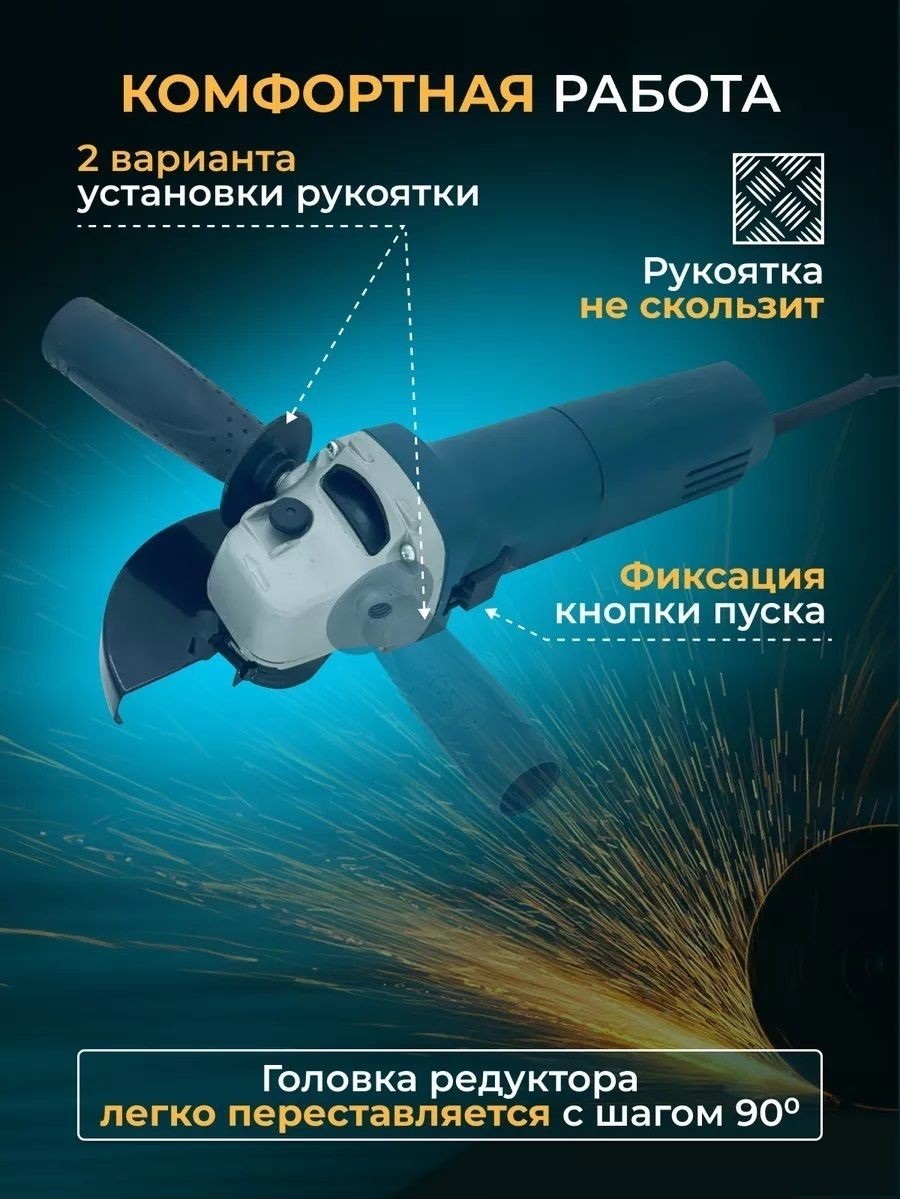 КОМФОРТНАЯ РАБОТА
2 варианта
установки рукоятки
Рукоятка
не скользит
Фиксация
кнопки пуска
Головка редуктора
легко переставляется с шагом 90⁰